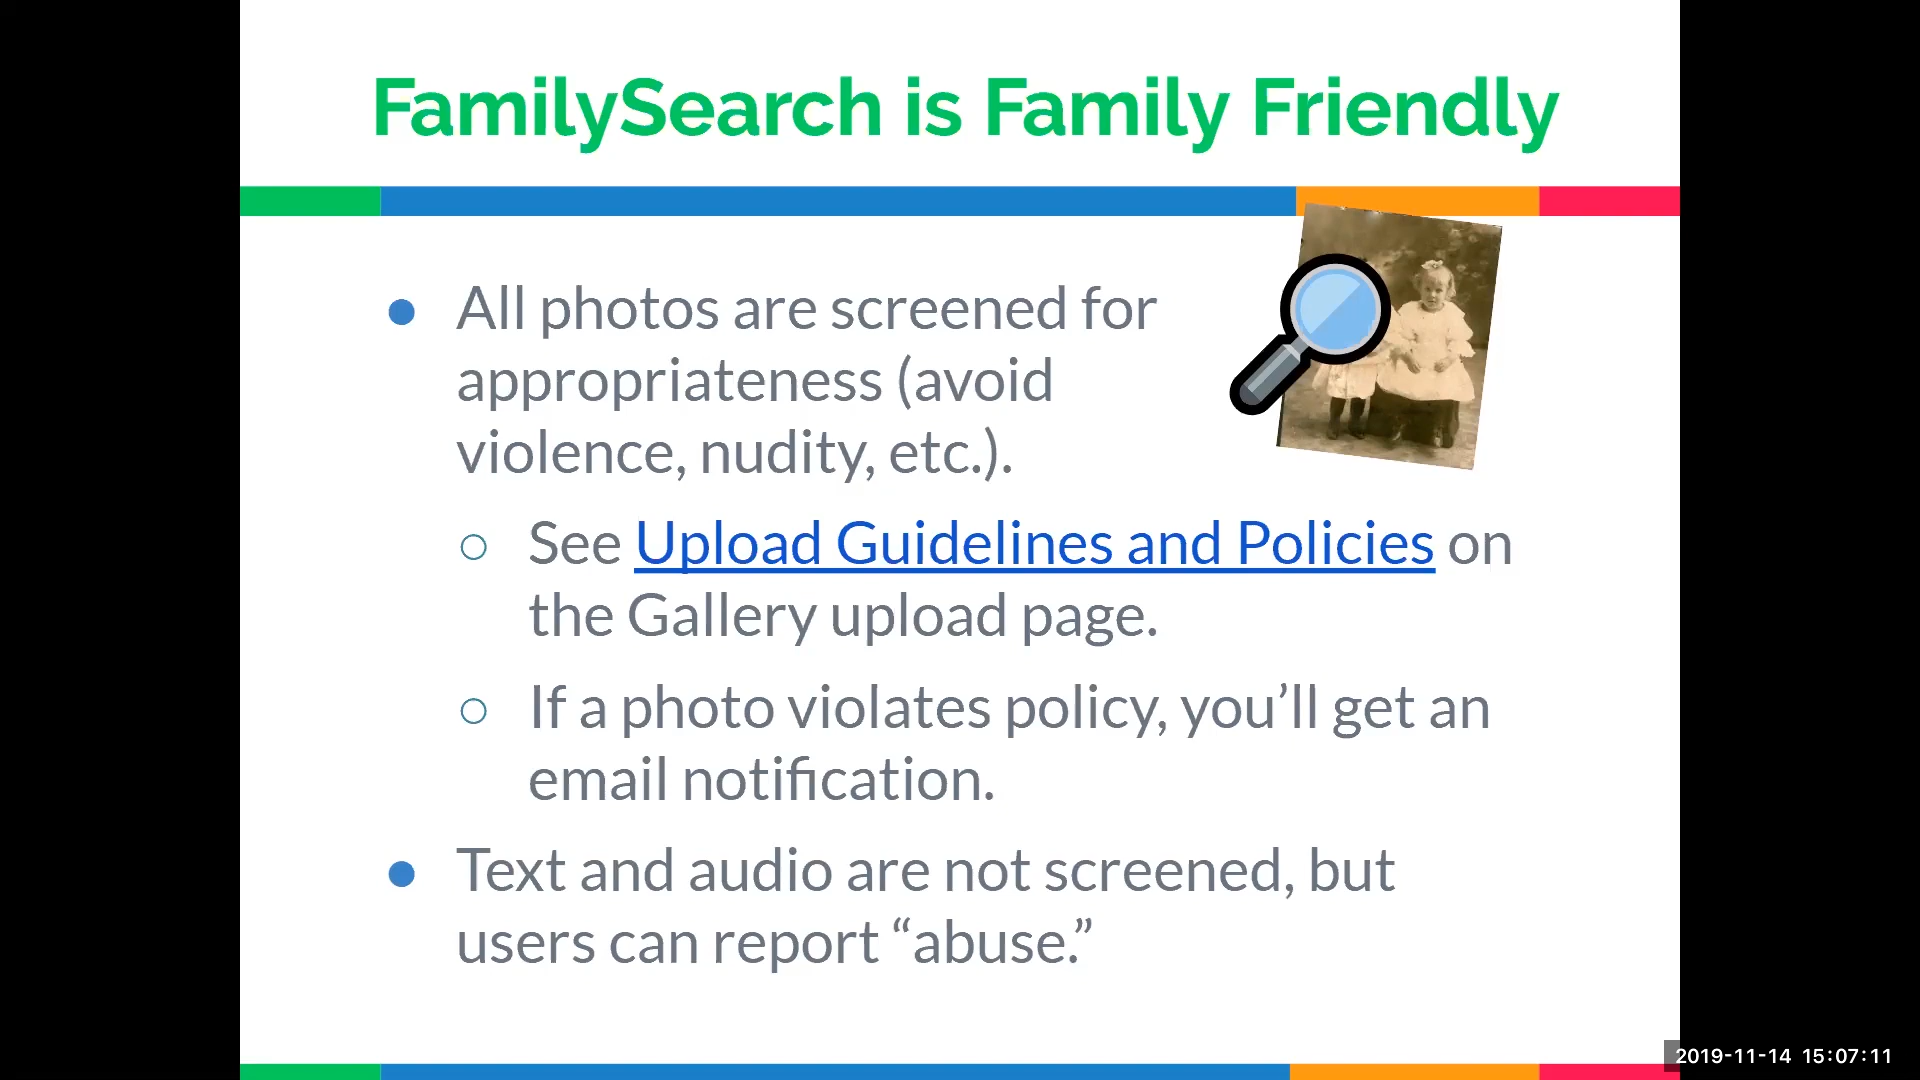 FamilySearch is Family Friendly
● All photos are screened for
appropriateness (avoid
violence, nudity, etc.).
○ See Upload Guidelines and Policies on
the Gallery upload page.
○ If a photo violates policy, you’ll get an
email notification.
● Text and audio are not screened, but
users can report “abuse.”
2019-11-14 15:07:11